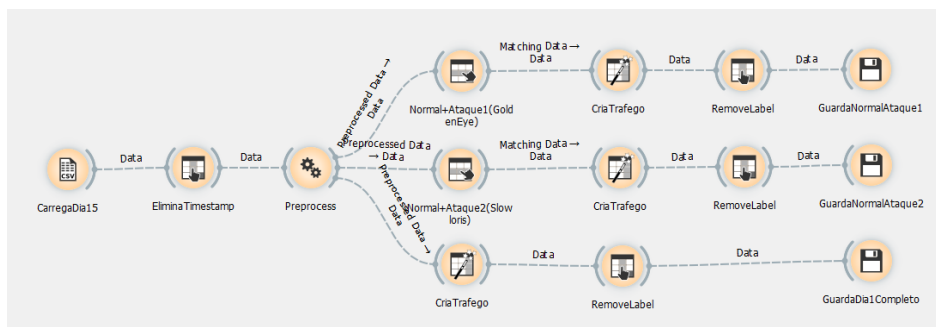 Matching Data → Data
Data
Data
Preprocessed Data → Data
Normal+Ataque1(Gold
enEye)
CriaTrafego
RemoveLabel
GuardaNormalAtaque1
Preprocessed Data
→ Data
Matching Data →
Data
Data
Data
Data
Data
CSV
CarregaDia15
EliminaTimestamp
Preprocess
Normal+Ataque2(Slow
loris)
CriaTrafego
RemoveLabel
GuardaNormalAtaque2
Preprocessed Data →
Data
Data
Data
CriaTrafego
RemoveLabel
GuardaDia1Completo